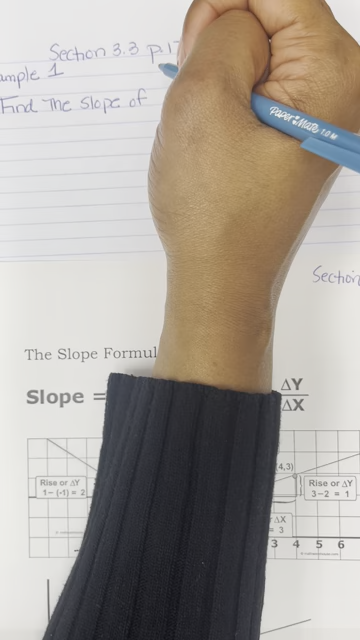 Section 3.3 p.17
ample 1
Find the slope of
Paper Mate 1.0 M
Section
The Slope Formul
Slope = ΔY
ΔX
(4,3)
Rise or ΔY
1 – (-1) = 2
Rise or ΔY
3 – 2 = 1
ΔX
= 3
3 4 5 6